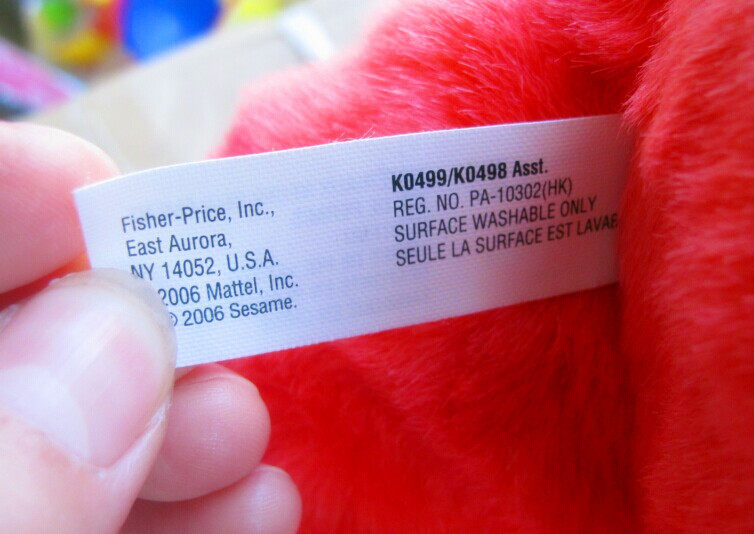 Fisher-Price, Inc.,
East Aurora,
NY 14052, U.S.A.
2006 Mattel, Inc.
© 2006 Sesame.
K0499/K0498 Asst.
REG. NO. PA-10302(HK)
SURFACE WASHABLE ONLY
SEULE LA SURFACE EST